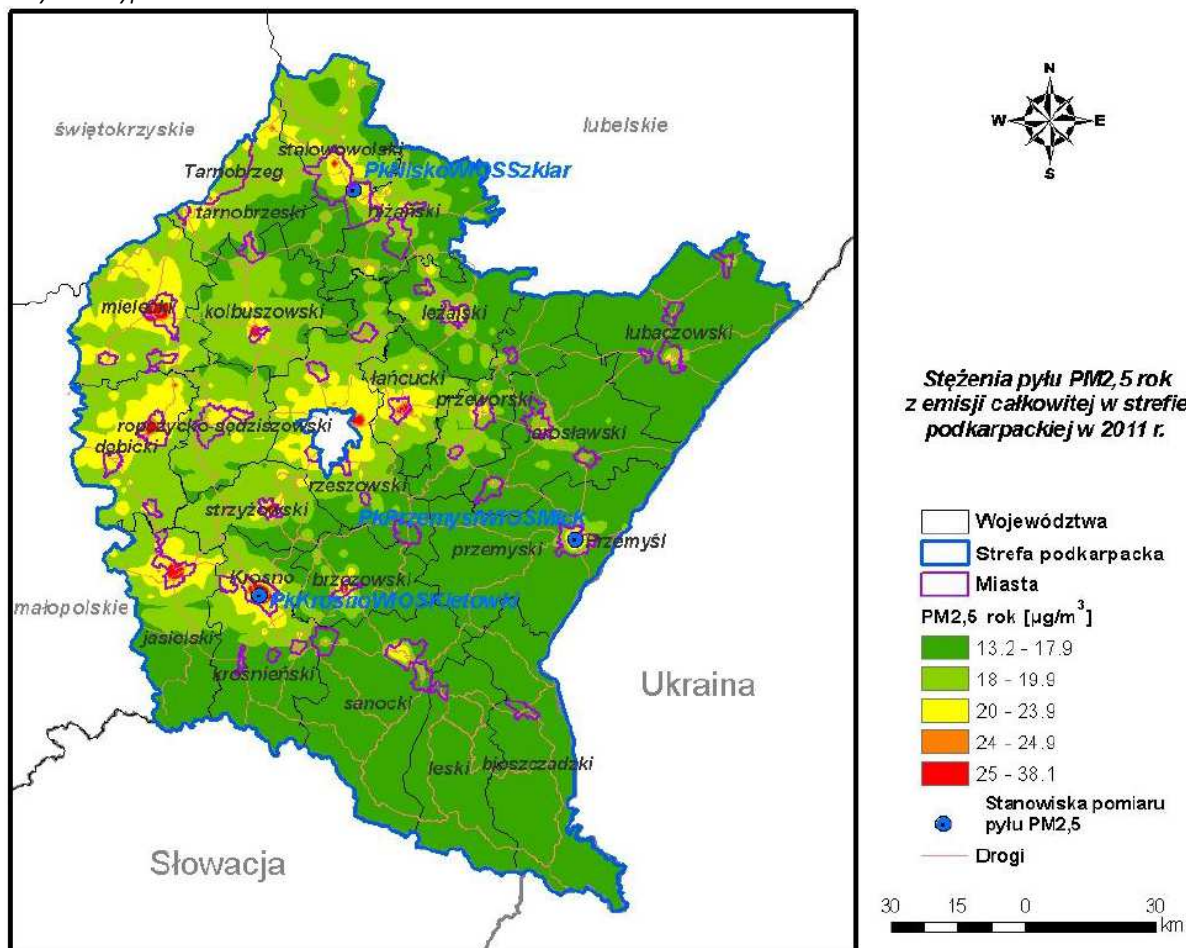 świętokrzyskie
lubelskie
stalowowolski
Tarnobrzeg
PkNiskoWIOSSzklar
tarnobrzeski
niżański
mielecki
kolbuszowski
leżajski
lubaczowski
łańcucki
przeworski
ropczycko-sędziszowski
jarosławski
dębicki
rzeszowski
strzyżowski
PkPrzemyslWIOSMick
przemyski
Przemyśl
Krosno
brzozowski
PkKrosnoWIOSKletowki
małopolskie
jasielski
krośnieński
sanocki
Ukraina
leski
bieszczadzki
Słowacja
N
W
E
S
Stężenia pyłu PM2,5 rok
z emisji całkowitej w strefie
podkarpackiej w 2011 r.
Województwa
Strefa podkarpacka
Miasta
PM2,5 rok [µg/m³]
13.2 - 17.9
18 - 19.9
20 - 23.9
24 - 24.9
25 - 38.1
Stanowiska pomiaru
pyłu PM2,5
Drogi
30 15 0 30
km